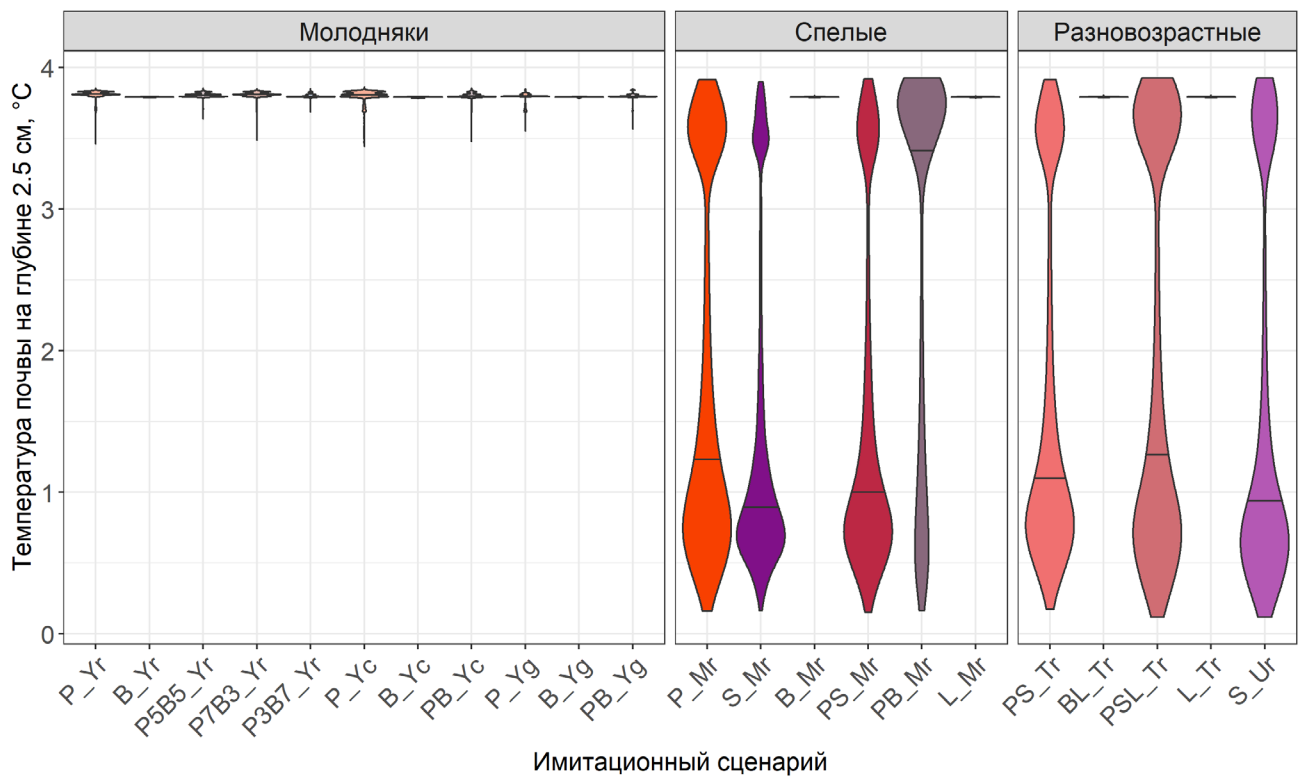 Молодняки
Спелые
Разновозрастные
Температура почвы на глубине 2.5 см, °C
4
3
2
1
0
P_Yr
B_Yr
P5B5_Yr
P7B3_Yr
P3B7_Yr
P_Yc
B_Yc
PB_Yc
P_Yg
B_Yg
PB_Yg
P_Mr
S_Mr
B_Mr
PS_Mr
PB_Mr
L_Mr
PS_Tr
BL_Tr
PSL_Tr
L_Tr
S_Ur
Имитационный сценарий